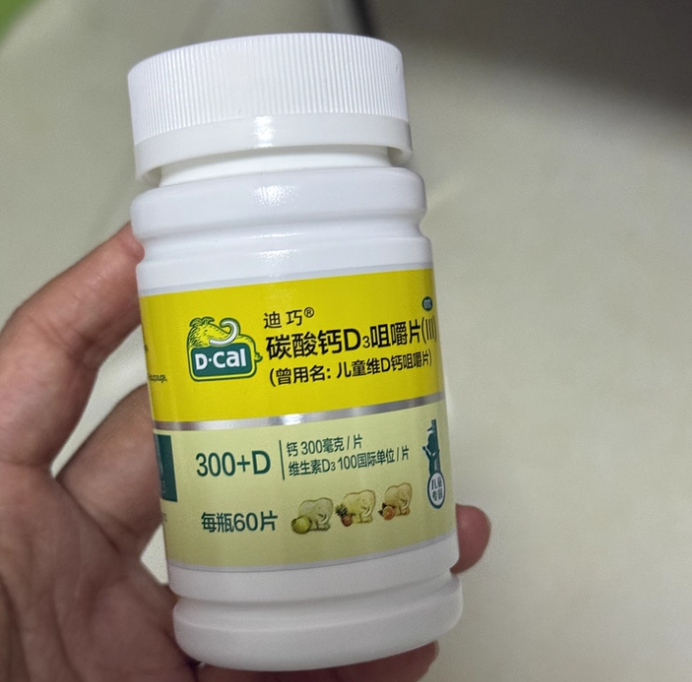 迪巧®
碳酸钙D₃咀嚼片(III)
(曾用名: 儿童维D钙咀嚼片)
D·Cal
300+D
钙 300毫克/片
维生素D₃ 100国际单位/片
每瓶60片